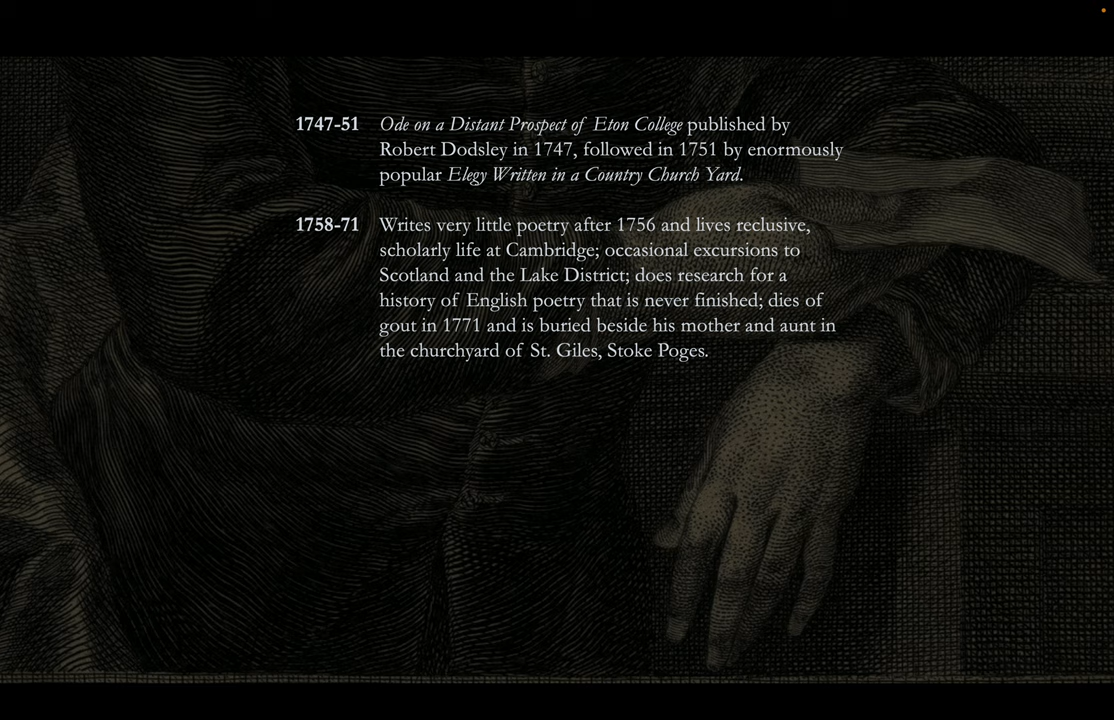 1747-51 Ode on a Distant Prospect of Eton College published by
Robert Dodsley in 1747, followed in 1751 by enormously
popular Elegy Written in a Country Church Yard.
1758-71 Writes very little poetry after 1756 and lives reclusive,
scholarly life at Cambridge; occasional excursions to
Scotland and the Lake District; does research for a
history of English poetry that is never finished; dies of
gout in 1771 and is buried beside his mother and aunt in
the churchyard of St. Giles, Stoke Poges.